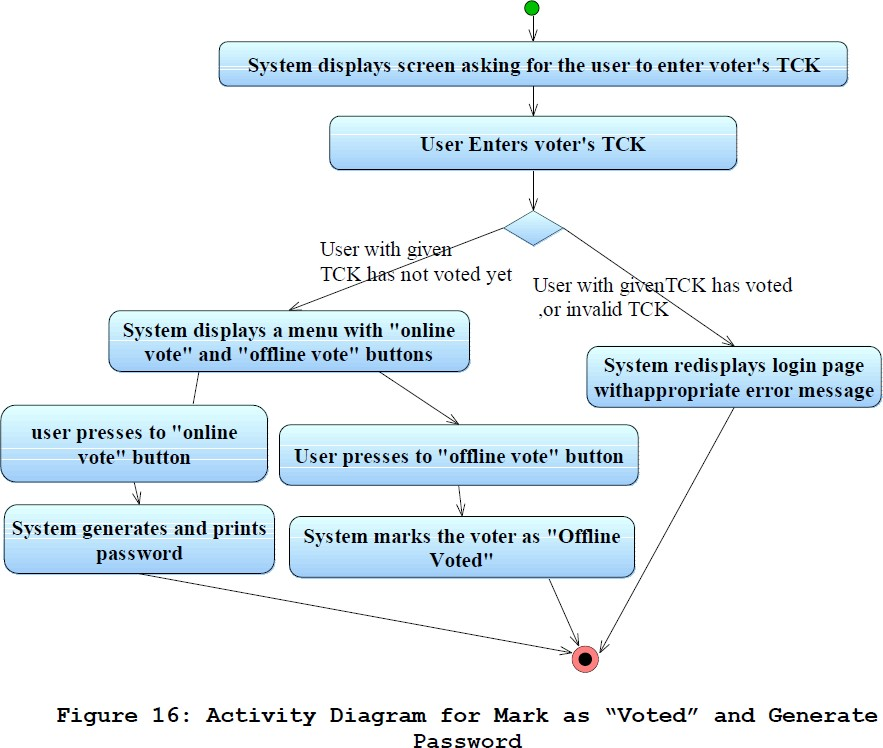 System displays screen asking for the user to enter voter's TCK
User Enters voter's TCK
User with given
TCK has not voted yet
User with givenTCK has voted
,or invalid TCK
System displays a menu with "online
vote" and "offline vote" buttons
System redisplays login page
withappropriate error message
user presses to "online
vote" button
User presses to "offline vote" button
System generates and prints
password
System marks the voter as "Offline
Voted"
Figure 16: Activity Diagram for Mark as “Voted” and Generate
Password